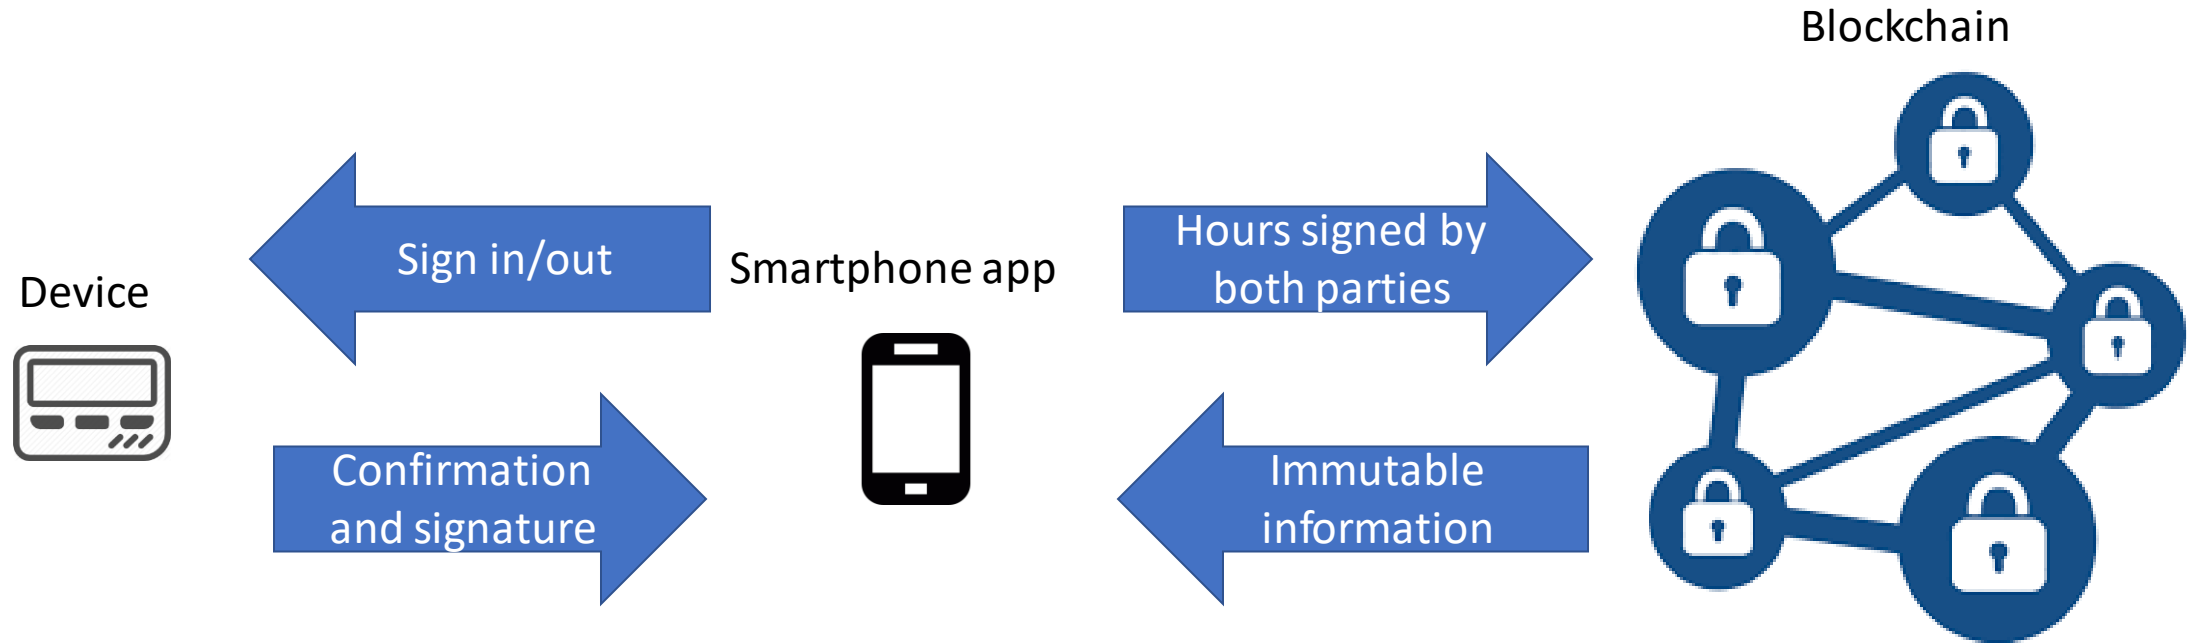 Blockchain
Sign in/out
Smartphone app
Hours signed by
both parties
Device
Confirmation
and signature
Immutable
information